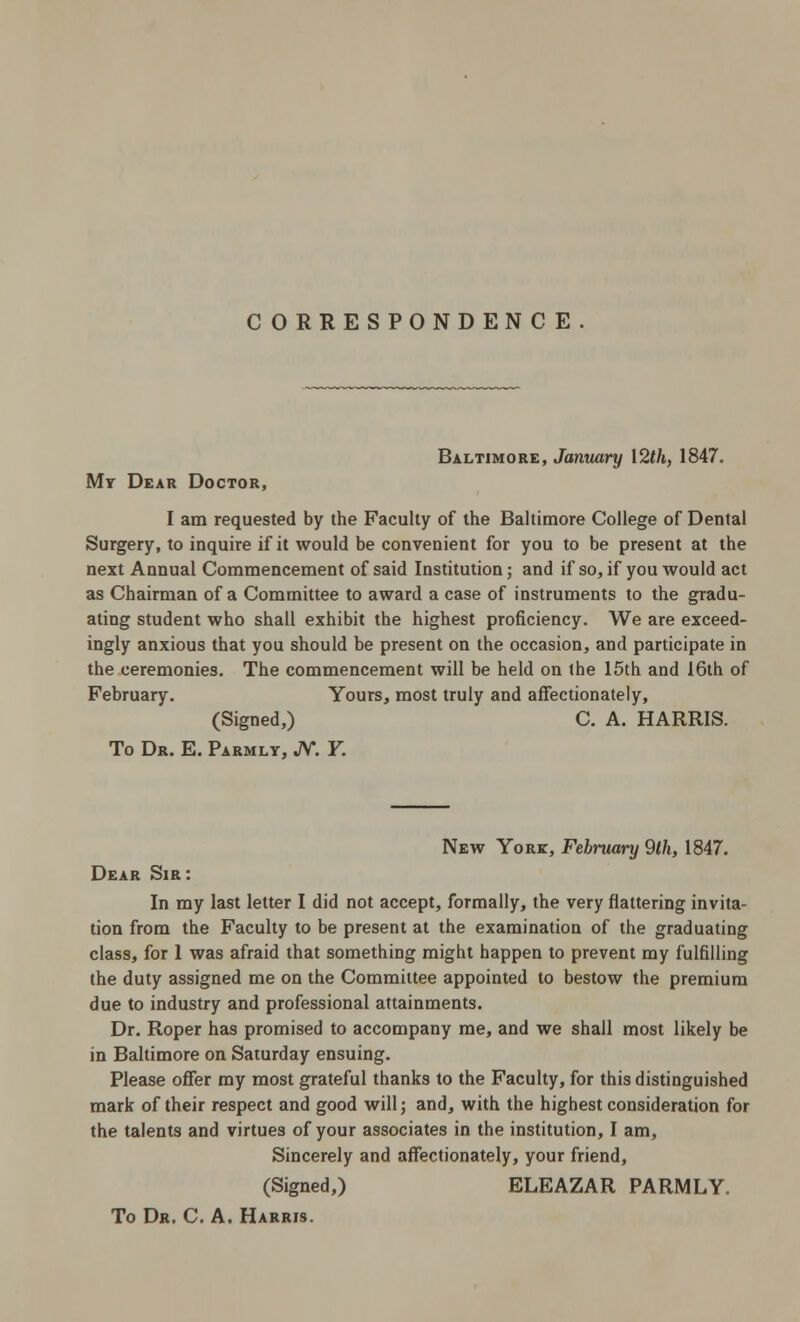 CORRESPONDENCE.
Baltimore, January 12th, 1847.
My Dear Doctor,
I am requested by the Faculty of the Baltimore College of Dental
Surgery, to inquire if it would be convenient for you to be present at the
next Annual Commencement of said Institution; and if so, if you would act
as Chairman of a Committee to award a case of instruments to the gradu-
ating student who shall exhibit the highest proficiency. We are exceed-
ingly anxious that you should be present on the occasion, and participate in
the ceremonies. The commencement will be held on the 15th and 16th of
February. Yours, most truly and affectionately,
(Signed,) C. A. HARRIS.
To Dr. E. Parmly, N. Y.
New York, February 9th, 1847.
Dear Sir:
In my last letter I did not accept, formally, the very flattering invita-
tion from the Faculty to be present at the examination of the graduating
class, for I was afraid that something might happen to prevent my fulfilling
the duty assigned me on the Committee appointed to bestow the premium
due to industry and professional attainments.
Dr. Roper has promised to accompany me, and we shall most likely be
in Baltimore on Saturday ensuing.
Please offer my most grateful thanks to the Faculty, for this distinguished
mark of their respect and good will; and, with the highest consideration for
the talents and virtues of your associates in the institution, I am,
Sincerely and affectionately, your friend,
(Signed,) ELEAZAR PARMLY.
To Dr. C. A. Harris.